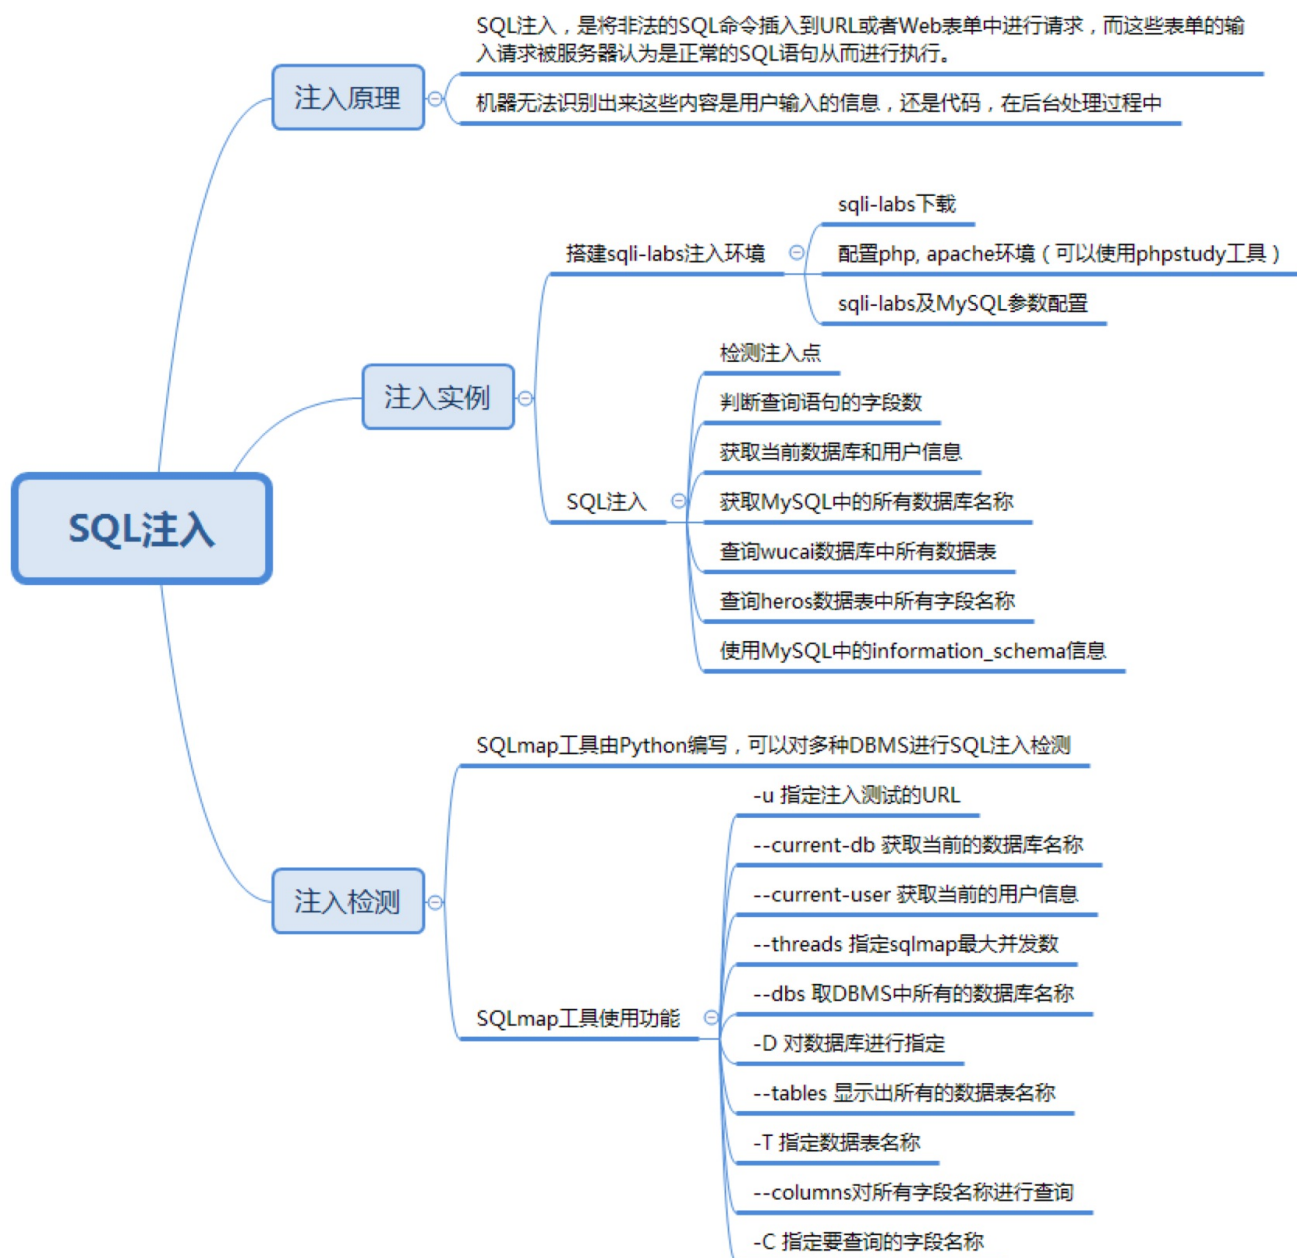 SQL注入，是将非法的SQL命令插入到URL或者Web表单中进行请求，而这些表单的输
入请求被服务器认为是正常的SQL语句从而进行执行。
注入原理
机器无法识别出来这些内容是用户输入的信息，还是代码，在后台处理过程中
sqli-labs下载
搭建sqli-labs注入环境
配置php, apache环境（可以使用phpstudy工具）
sqli-labs及MySQL参数配置
检测注入点
注入实例
判断查询语句的字段数
获取当前数据库和用户信息
SQL注入
获取MySQL中的所有数据库名称
SQL注入
查询wucai数据库中所有数据表
查询heros数据表中所有字段名称
使用MySQL中的information_schema信息
SQLmap工具由Python编写，可以对多种DBMS进行SQL注入检测
-u 指定注入测试的URL
--current-db 获取当前的数据库名称
注入检测
--current-user 获取当前的用户信息
--threads 指定sqlmap最大并发数
--dbs 取DBMS中所有的数据库名称
SQLmap工具使用功能
-D 对数据库进行指定
--tables 显示出所有的数据表名称
-T 指定数据表名称
--columns对所有字段名称进行查询
-C 指定要查询的字段名称